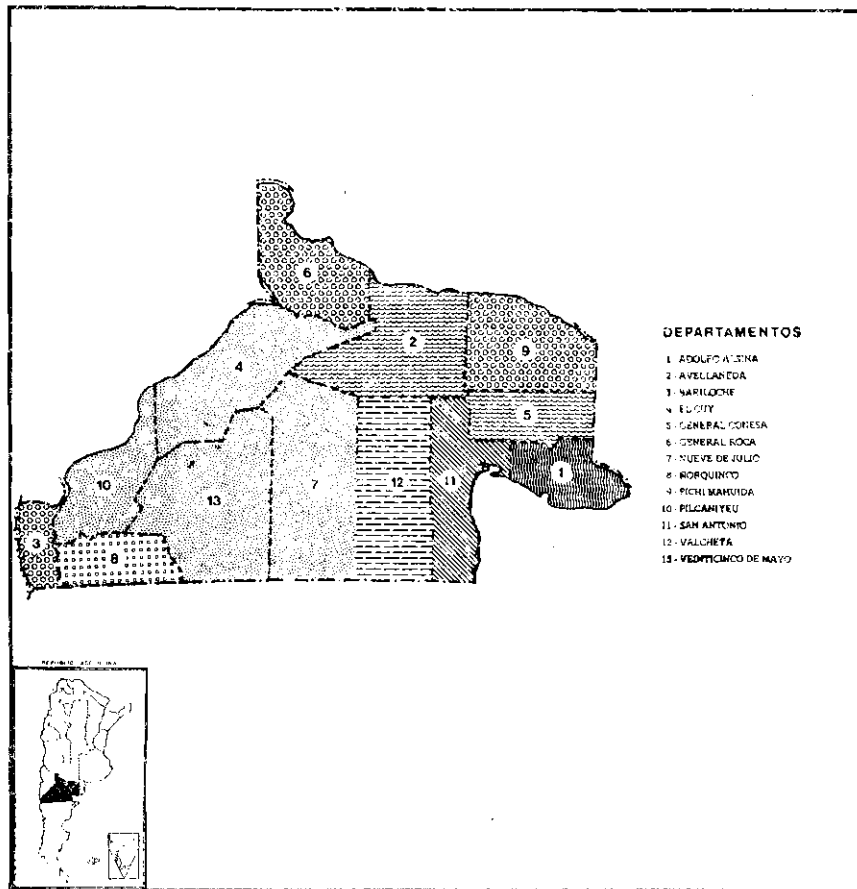 6
2
9
4
5
1
10
13
7
12
11
3
8
DEPARTAMENTOS
1 ADOLFO ALSINA
2 - AVELLANEDA
3 - BARILOCHE
4 EL CUY
5 - GENERAL CONESA
6 - GENERAL ROCA
7 - NUEVE DE JULIO
8 - ÑORQUINCO
9 - PICHI MAHUIDA
10 - PILCANIYEU
11 - SAN ANTONIO
12 - VALCHETA
13 - VEINTICINCO DE MAYO
REPUBLICA ARGENTINA